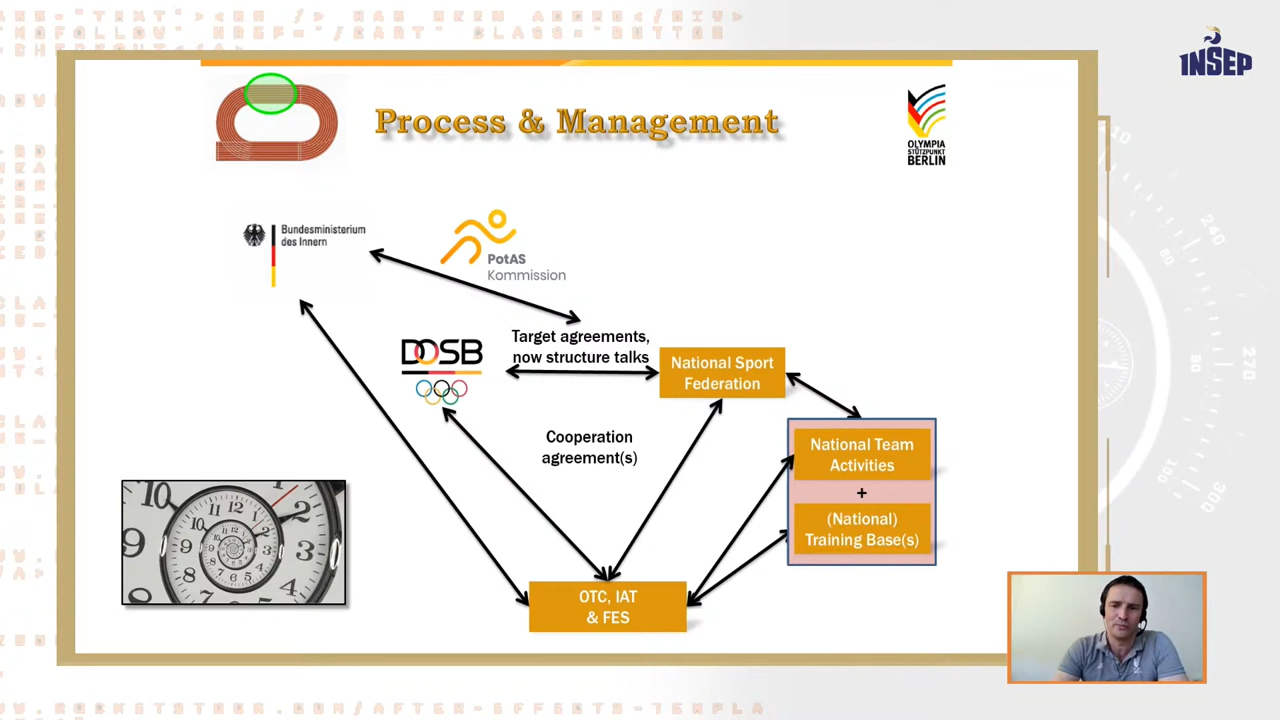 INSEP
Process & Management
OLYMPIA
STÜTZPUNKT
BERLIN
Bundesministerium
des Innern
PotAS
Kommission
DOSB
Target agreements,
now structure talks
National Sport
Federation
Cooperation
agreement(s)
National Team
Activities
+
(National)
Training Base(s)
OTC, IAT
& FES